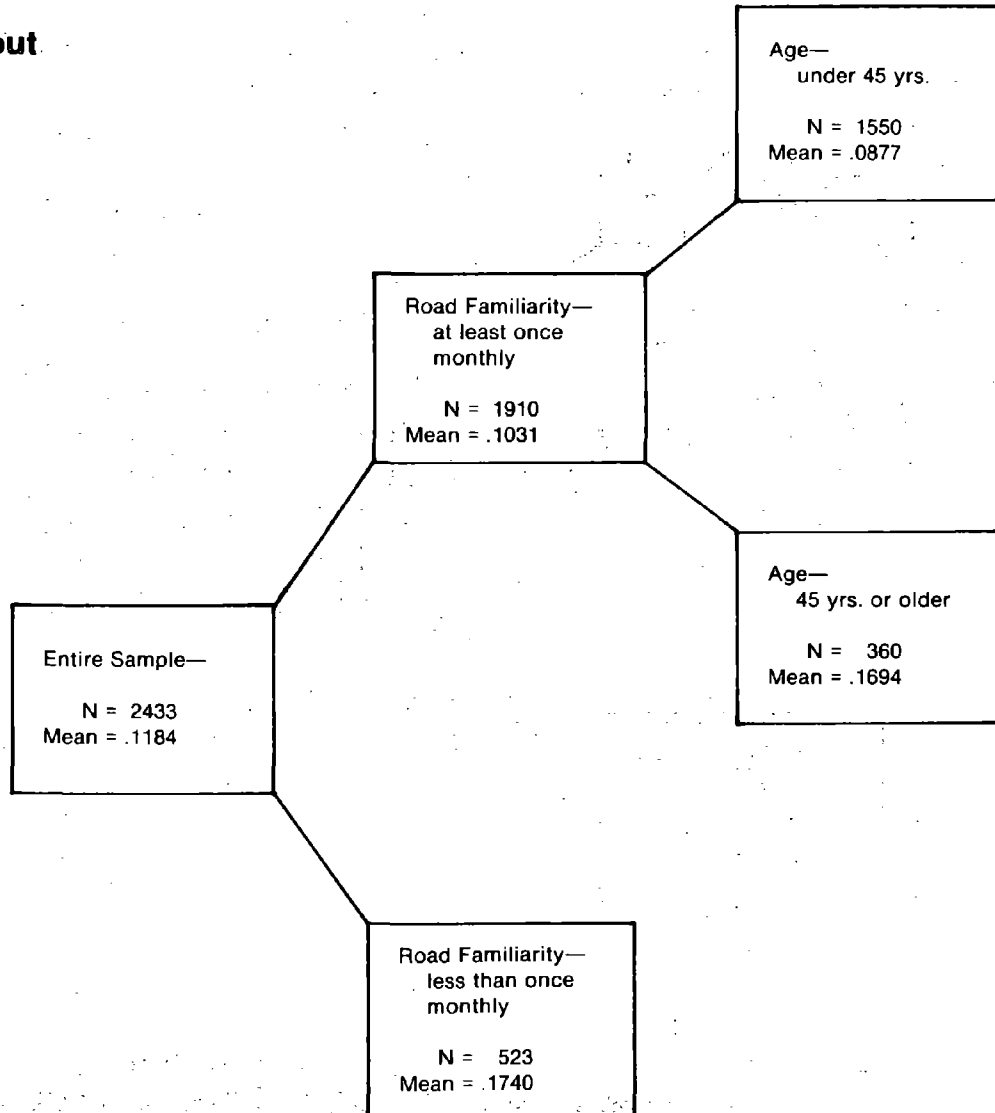 Age—
under 45 yrs.
N = 1550
Mean = .0877
Road Familiarity—
at least once
monthly
N = 1910
Mean = .1031
Age—
45 yrs. or older
N = 360
Mean = .1694
Entire Sample—
N = 2433
Mean = .1184
Road Familiarity—
less than once
monthly
N = 523
Mean = .1740